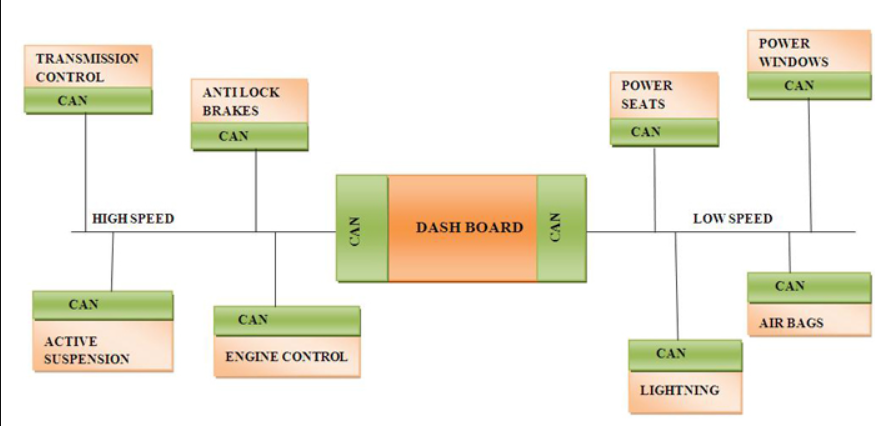 TRANSMISSION
CONTROL
CAN
ANTI LOCK
BRAKES
CAN
POWER
SEATS
CAN
POWER
WINDOWS
CAN
HIGH SPEED
CAN
DASH BOARD
CAN
LOW SPEED
CAN
ACTIVE
SUSPENSION
CAN
ENGINE CONTROL
CAN
LIGHTNING
CAN
AIR BAGS